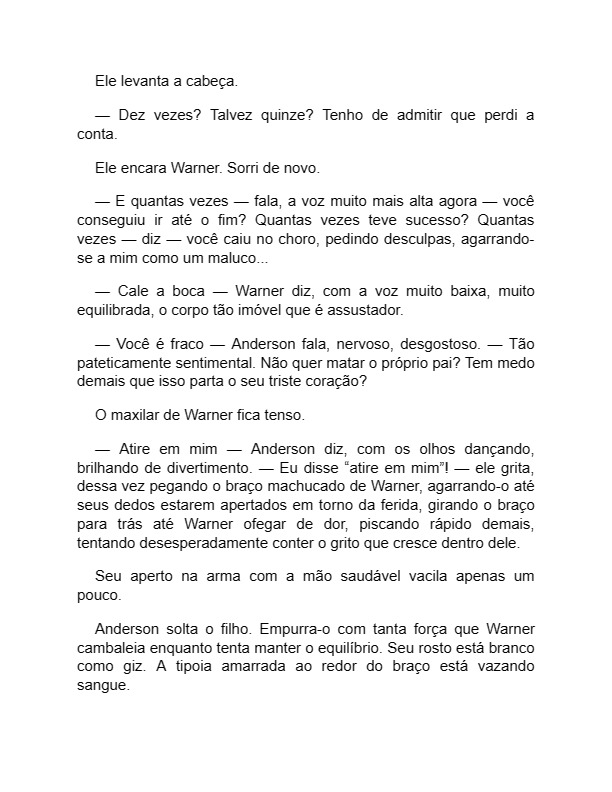 Ele levanta a cabeça.
— Dez vezes? Talvez quinze? Tenho de admitir que perdi a
conta.
Ele encara Warner. Sorri de novo.
— E quantas vezes — fala, a voz muito mais alta agora — você
conseguiu ir até o fim? Quantas vezes teve sucesso? Quantas
vezes — diz — você caiu no choro, pedindo desculpas, agarrando-
se a mim como um maluco...
— Cale a boca — Warner diz, com a voz muito baixa, muito
equilibrada, o corpo tão imóvel que é assustador.
— Você é fraco — Anderson fala, nervoso, desgostoso. — Tão
pateticamente sentimental. Não quer matar o próprio pai? Tem medo
demais que isso parta o seu triste coração?
O maxilar de Warner fica tenso.
— Atire em mim — Anderson diz, com os olhos dançando,
brilhando de divertimento. — Eu disse “atire em mim”! — ele grita,
dessa vez pegando o braço machucado de Warner, agarrando-o até
seus dedos estarem apertados em torno da ferida, girando o braço
para trás até Warner ofegar de dor, piscando rápido demais,
tentando desesperadamente conter o grito que cresce dentro dele.
Seu aperto na arma com a mão saudável vacila apenas um
pouco.
Anderson solta o filho. Empurra-o com tanta força que Warner
cambaleia enquanto tenta manter o equilíbrio. Seu rosto está branco
como giz. A tipoia amarrada ao redor do braço está vazando
sangue.